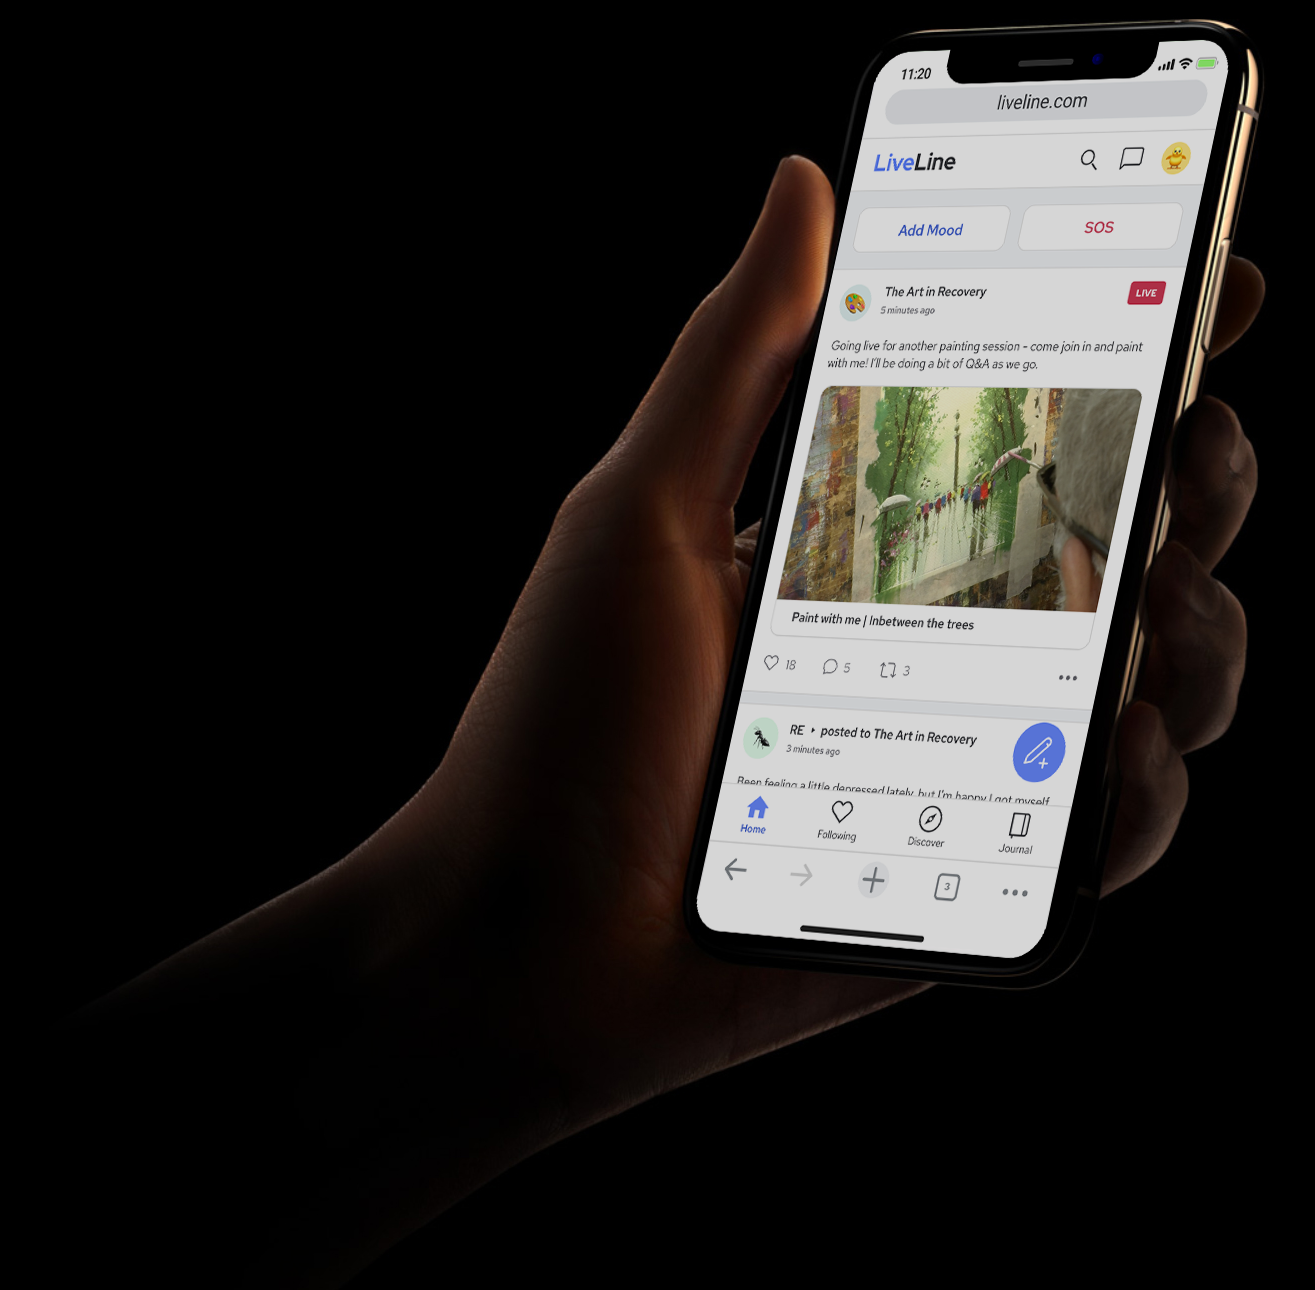 11:20
liveline.com
LiveLine
Add Mood
SOS
The Art in Recovery
LIVE
5 minutes ago
Going live for another painting session - come join in and paint
with me! I'll be doing a bit of Q&A as we go.
Paint with me | Inbetween the trees
18
5
3
RE ‣ posted to The Art in Recovery
3 minutes ago
Been feeling a little depressed lately, but I'm happy I got myself
Home
Following
Discover
Journal
3